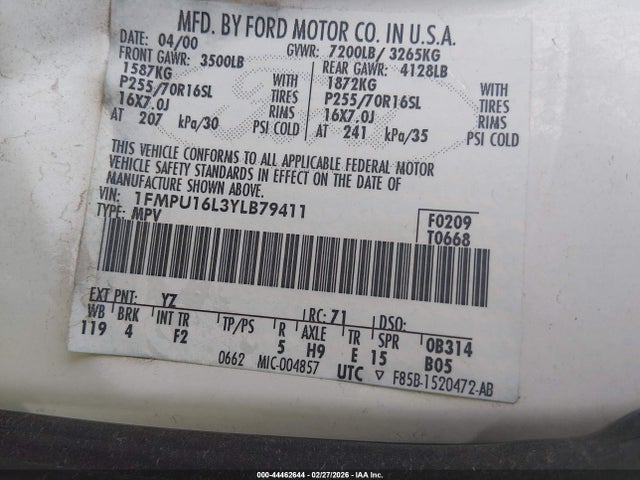 MFD. BY FORD MOTOR CO. IN U.S.A.
04/00 GVWR: 7200LB/ 3265KG
FRONT GAWR: 3500LB REAR GAWR: 4128LB
1587KG WITH 1872KG WITH
P255/70R16SL TIRES P255/70R16SL TIRES
16X7.0J RIMS 16X7.0J RIMS
AT 207 kPa/30 PSI COLD AT 241 kPa/35 PSI COLD
THIS VEHICLE CONFORMS TO ALL APPLICABLE FEDERAL MOTOR
VEHICLE SAFETY STANDARDS IN EFFECT ON THE DATE OF
MANUFACTURE SHOWN ABOVE.
VIN: 1FMPU16L3YLB79411 F0209
TYPE: MPV T0668
EXT PNT: YZ RC: 71 DSO:
WB BRK INT TR TP/PS R AXLE TR SPR 0B314
119 4 F2 5 H9 E 15 B05
0662 MIC-004857 UTC ▽ F85B-1520472-AB
000-44462644 | 02/27/2026 | IAA Inc.